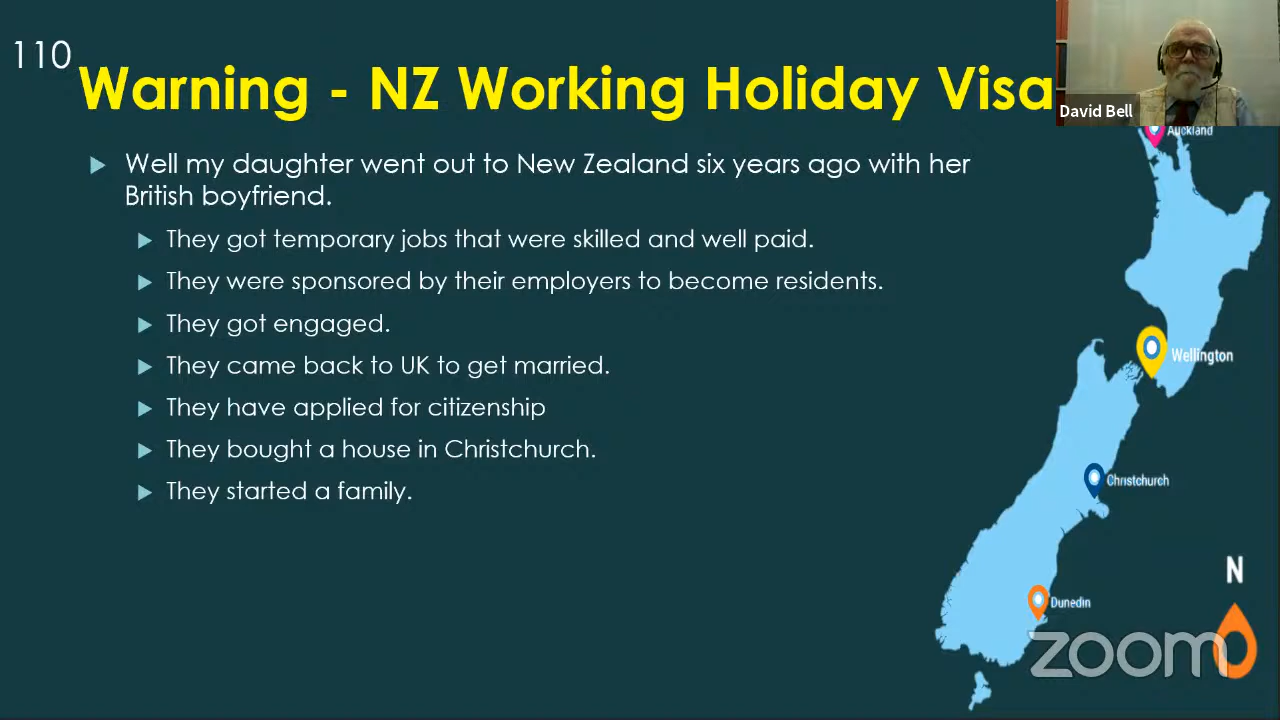 110
Warning - NZ Working Holiday Visa
David Bell
Auckland
Well my daughter went out to New Zealand six years ago with her
British boyfriend.
They got temporary jobs that were skilled and well paid.
They were sponsored by their employers to become residents.
They got engaged.
Wellington
They came back to UK to get married.
They have applied for citizenship
They bought a house in Christchurch.
Christchurch
They started a family.
N
Dunedin
zoom